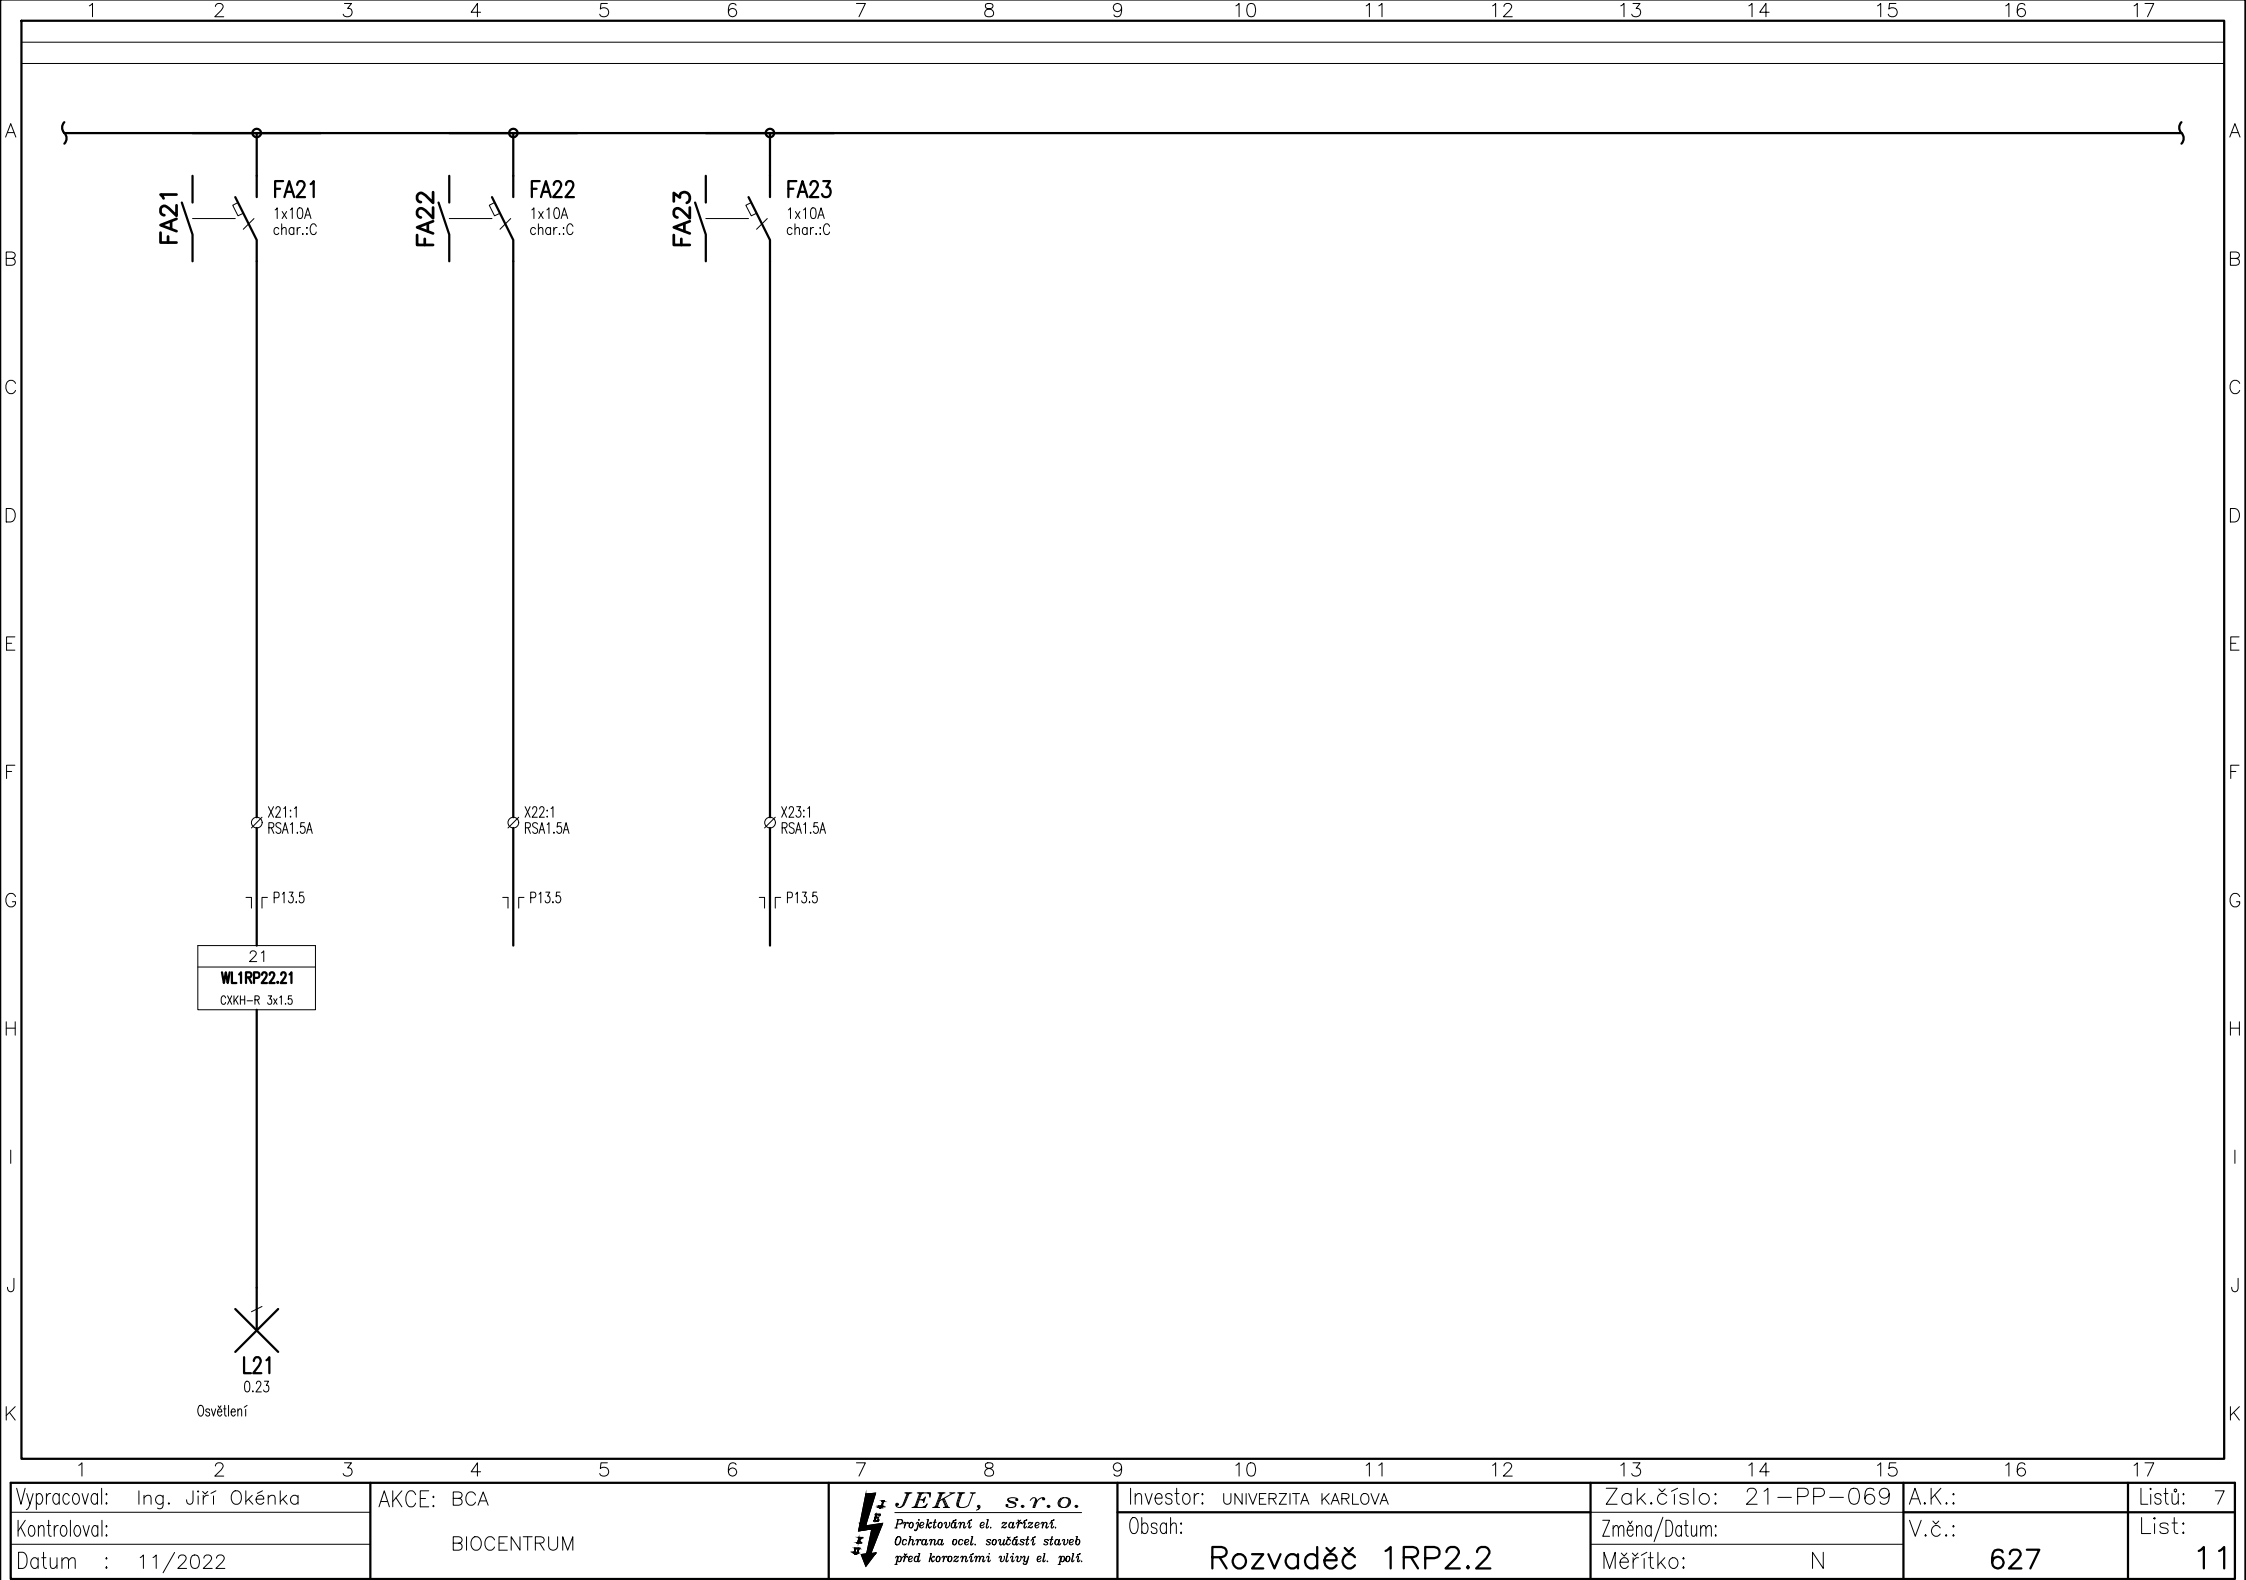 1 2 3 4 5 6 7 8 9 10 11 12 13 14 15 16 17
A A
FA21 FA21
1x10A
char.:C
FA22 FA22
1x10A
char.:C
FA23 FA23
1x10A
char.:C
B B
C C
D D
E E
F F
X21:1
RSA1.5A
X22:1
RSA1.5A
X23:1
RSA1.5A
G P13.5 P13.5 P13.5 G
21
WL1RP22.21
CXKH-R 3x1.5
H H
I I
J J
L21
0.23
Osvětlení
K K
1 2 3 4 5 6 7 8 9 10 11 12 13 14 15 16 17
Vypracoval: Ing. Jiří Okénka
Kontroloval:
Datum : 11/2022
AKCE: BCA
BIOCENTRUM
JEKU, s.r.o.
Projektování el. zařízení.
Ochrana ocel. součástí staveb
před korozními vlivy el. polí.
Investor: UNIVERZITA KARLOVA
Obsah:
Rozvaděč 1RP2.2
Zak.číslo: 21-PP-069
Změna/Datum:
Měřítko: N
A.K.:
V.č.:
627
Listů: 7
List:
11